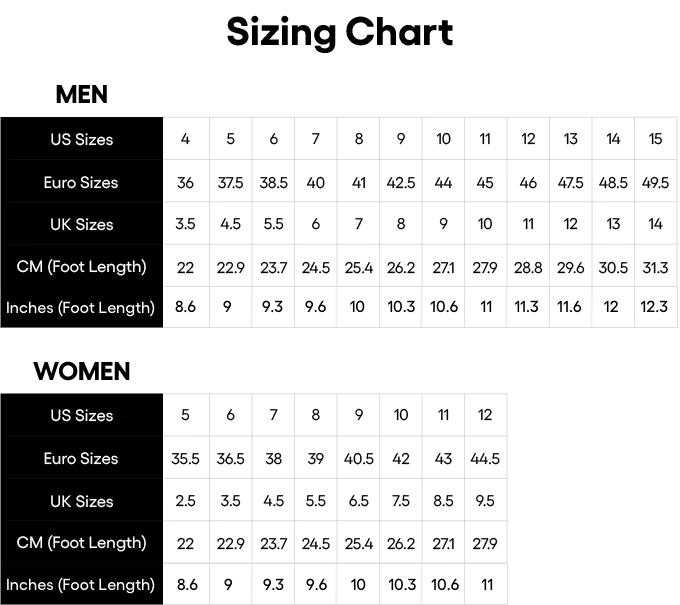 Sizing Chart
MEN
US Sizes 4 5 6 7 8 9 10 11 12 13 14 15
Euro Sizes 36 37.5 38.5 40 41 42.5 44 45 46 47.5 48.5 49.5
UK Sizes 3.5 4.5 5.5 6 7 8 9 10 11 12 13 14
CM (Foot Length) 22 22.9 23.7 24.5 25.4 26.2 27.1 27.9 28.8 29.6 30.5 31.3
Inches (Foot Length) 8.6 9 9.3 9.6 10 10.3 10.6 11 11.3 11.6 12 12.3
WOMEN
US Sizes 5 6 7 8 9 10 11 12
Euro Sizes 35.5 36.5 38 39 40.5 42 43 44.5
UK Sizes 2.5 3.5 4.5 5.5 6.5 7.5 8.5 9.5
CM (Foot Length) 22 22.9 23.7 24.5 25.4 26.2 27.1 27.9
Inches (Foot Length) 8.6 9 9.3 9.6 10 10.3 10.6 11